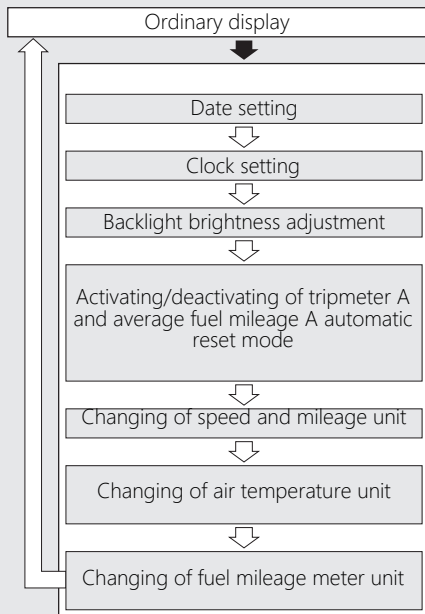 Ordinary display
Date setting
Clock setting
Backlight brightness adjustment
Activating/deactivating of tripmeter A
and average fuel mileage A automatic
reset mode
Changing of speed and mileage unit
Changing of air temperature unit
Changing of fuel mileage meter unit